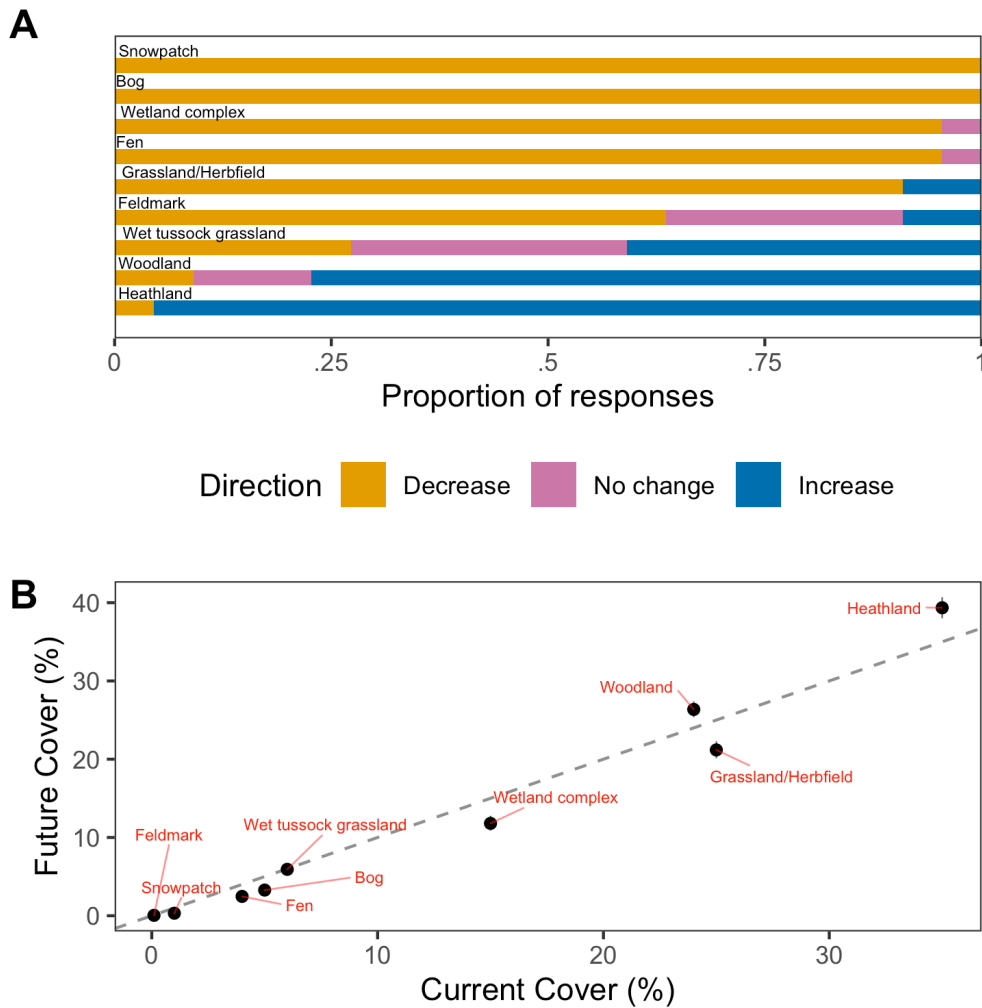 A
Snowpatch
Bog
Wetland complex
Fen
Grassland/Herbfield
Feldmark
Wet tussock grassland
Woodland
Heathland
0 .25 .5 .75 1
Proportion of responses
Direction Decrease No change Increase
B
Future Cover (%)
40
30
20
10
0
Heathland
Woodland
Grassland/Herbfield
Wetland complex
Wet tussock grassland
Feldmark
Bog
Snowpatch
Fen
0 10 20 30
Current Cover (%)